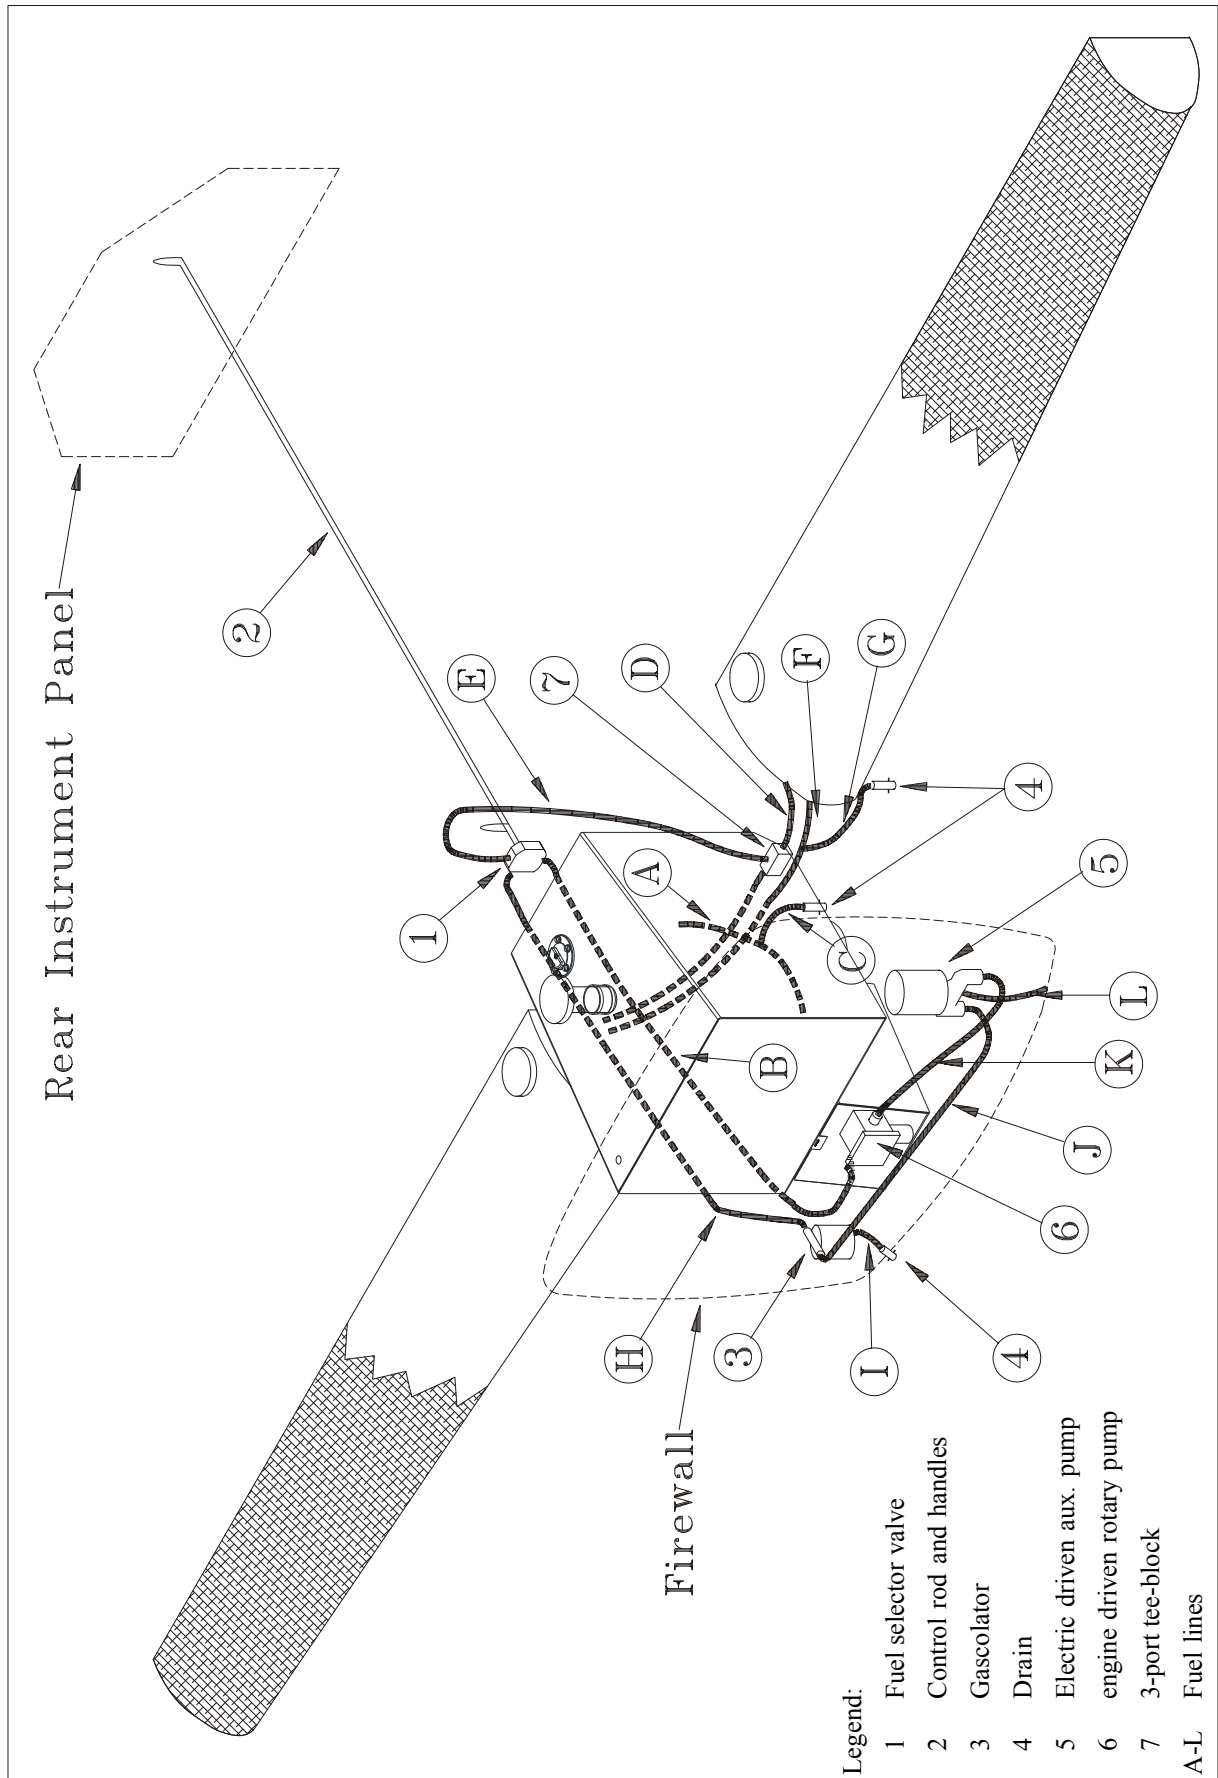 Rear Instrument Panel
2
E
7
D
F
G
1
A
4
C
5
B
L
K
J
H
3
I
6
4
Firewall
Legend:
1 Fuel selector valve
2 Control rod and handles
3 Gascolator
4 Drain
5 Electric driven aux. pump
6 engine driven rotary pump
7 3-port tee-block
A-L Fuel lines